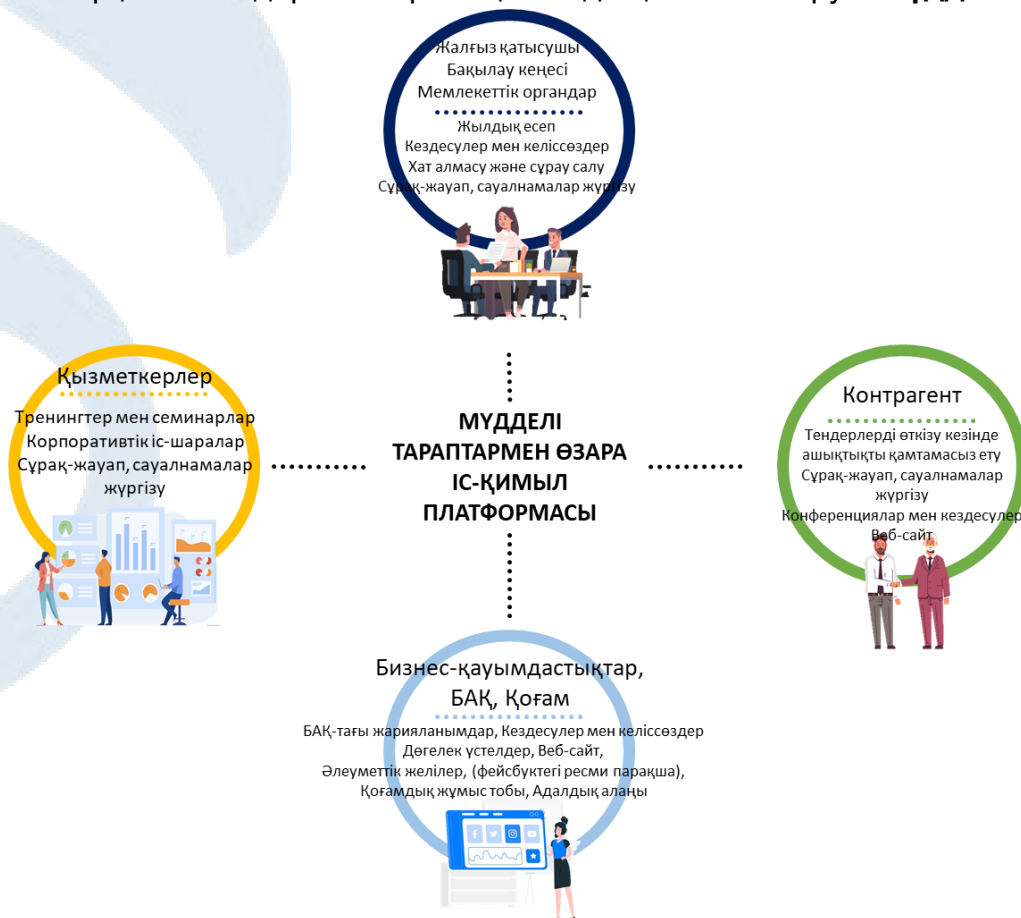 Жалғыз қатысушы
Бақылау кеңесі
Мемлекеттік органдар
Жылдық есеп
Кездесулер мен келіссөздер
Хат алмасу және сұрау салу
Сұрақ-жауап, сауалнамалар жүргізу
Қызметкерлер
Тренингтер мен семинарлар
Корпоративтік іс-шаралар
Сұрақ-жауап, сауалнамалар
жүргізу
МҮДДЕЛІ
ТАРАПТАРМЕН ӨЗАРА
ІС-ҚИМЫЛ
ПЛАТФОРМАСЫ
Контрагент
Тендерлерді өткізу кезінде
ашықтықты қамтамасыз ету
Сұрақ-жауап, сауалнамалар
жүргізу
Конференциялар мен кездесулер
Веб-сайт
Бизнес-қауымдастықтар,
БАҚ, Қоғам
БАҚ-тағы жарияланымдар, Кездесулер мен келіссөздер
Дөгелек үстелдер, Веб-сайт,
Әлеуметтік желілер, (фейсбуктегі ресми парақша),
Қоғамдық жұмыс тобы, Адалдық алаңы